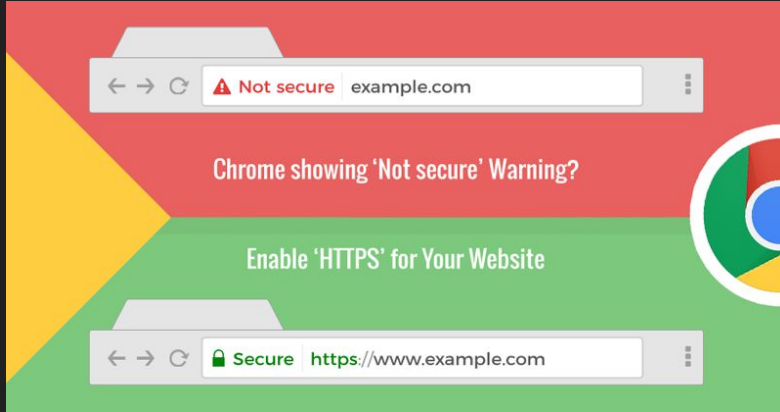 Not secure example.com
Chrome showing ‘Not secure’ Warning?
Enable ‘HTTPS’ for Your Website
Secure https://www.example.com